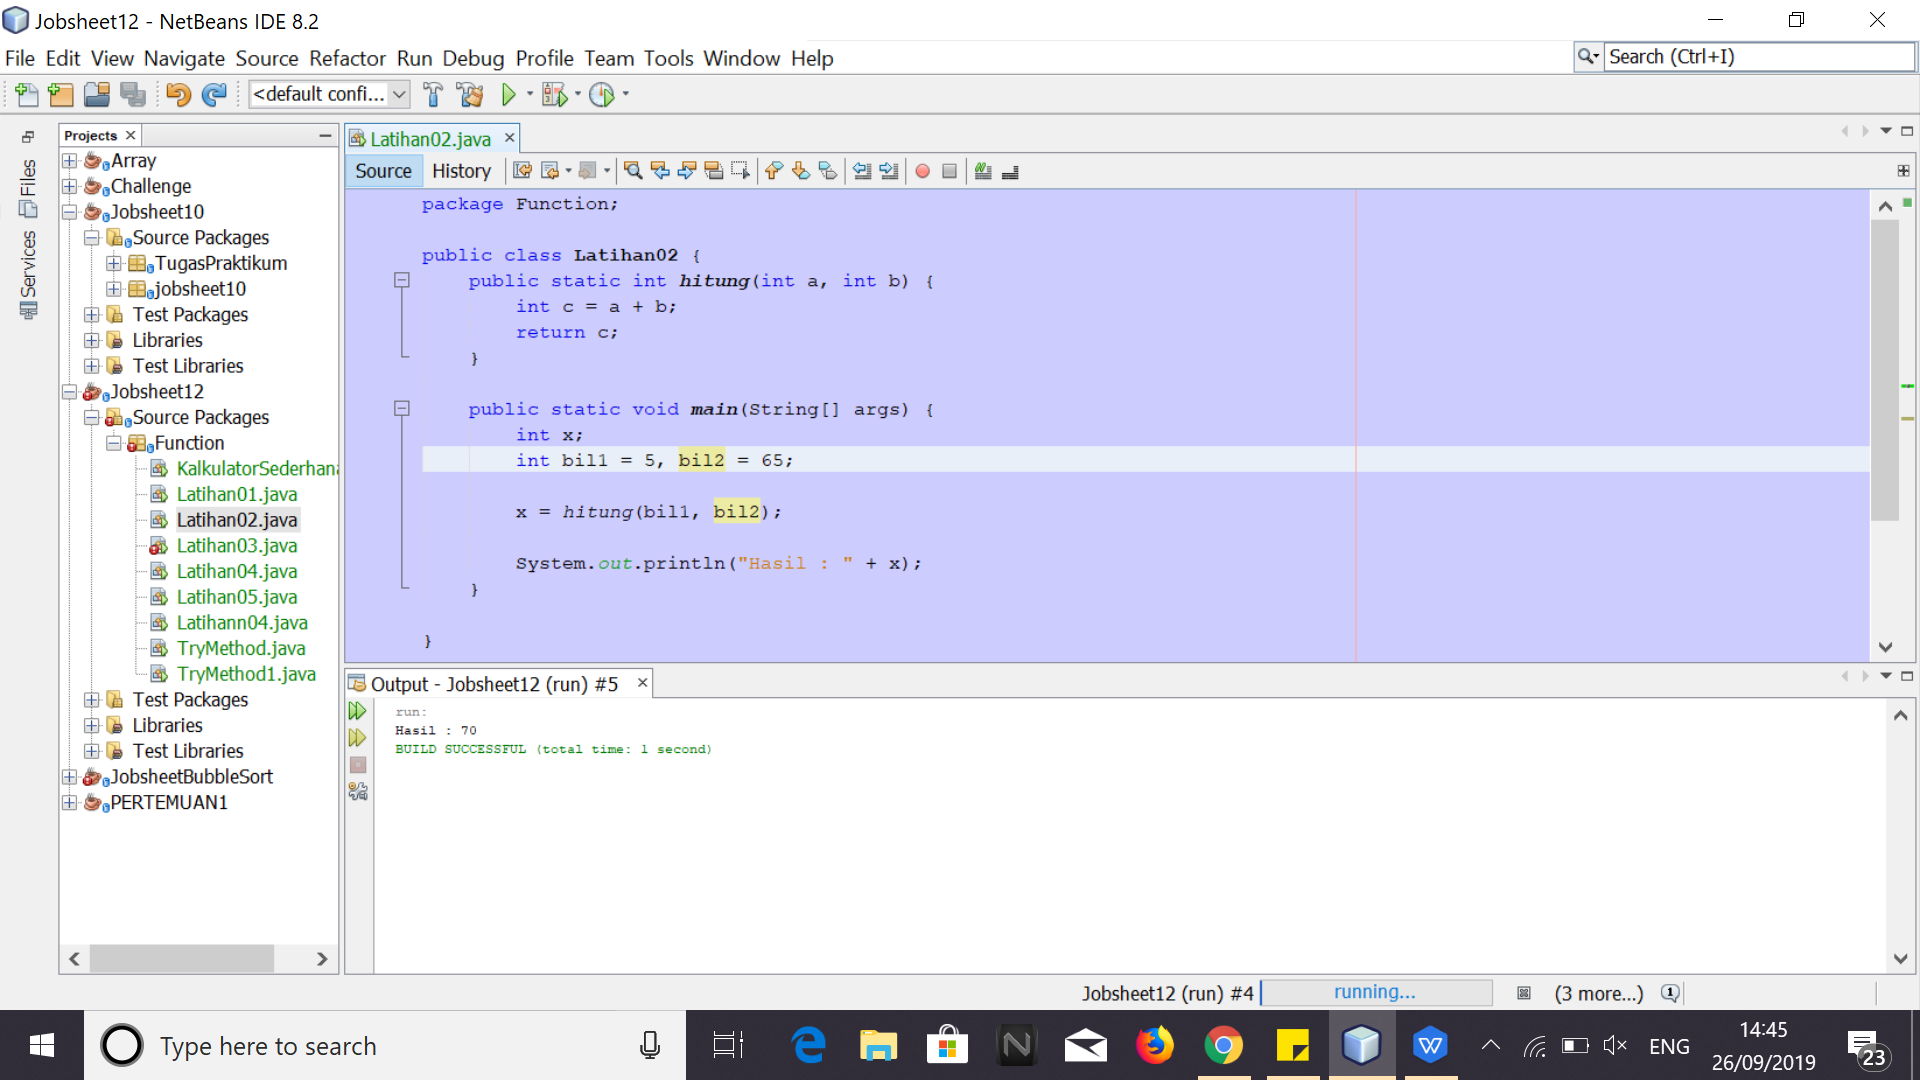 Jobsheet12 - NetBeans IDE 8.2
File Edit View Navigate Source Refactor Run Debug Profile Team Tools Window Help
Search (Ctrl+I)
<default confi...
Files
Services
Projects
Array
Challenge
Jobsheet10
Source Packages
TugasPraktikum
jobsheet10
Test Packages
Libraries
Test Libraries
Jobsheet12
Source Packages
Function
KalkulatorSederhana
Latihan01.java
Latihan02.java
Latihan03.java
Latihan04.java
Latihan05.java
Latihann04.java
TryMethod.java
TryMethod1.java
Test Packages
Libraries
Test Libraries
JobsheetBubbleSort
PERTEMUAN1
Latihan02.java
Source History
package Function;
public class Latihan02 {
public static int hitung(int a, int b) {
int c = a + b;
return c;
}
public static void main(String[] args) {
int x;
int bil1 = 5, bil2 = 65;
x = hitung(bil1, bil2);
System.out.println("Hasil : " + x);
}
}
Output - Jobsheet12 (run) #5
run:
Hasil : 70
BUILD SUCCESSFUL (total time: 1 second)
Jobsheet12 (run) #4 running... (3 more...) 1
Type here to search
N
W
ENG
14:45
26/09/2019
23